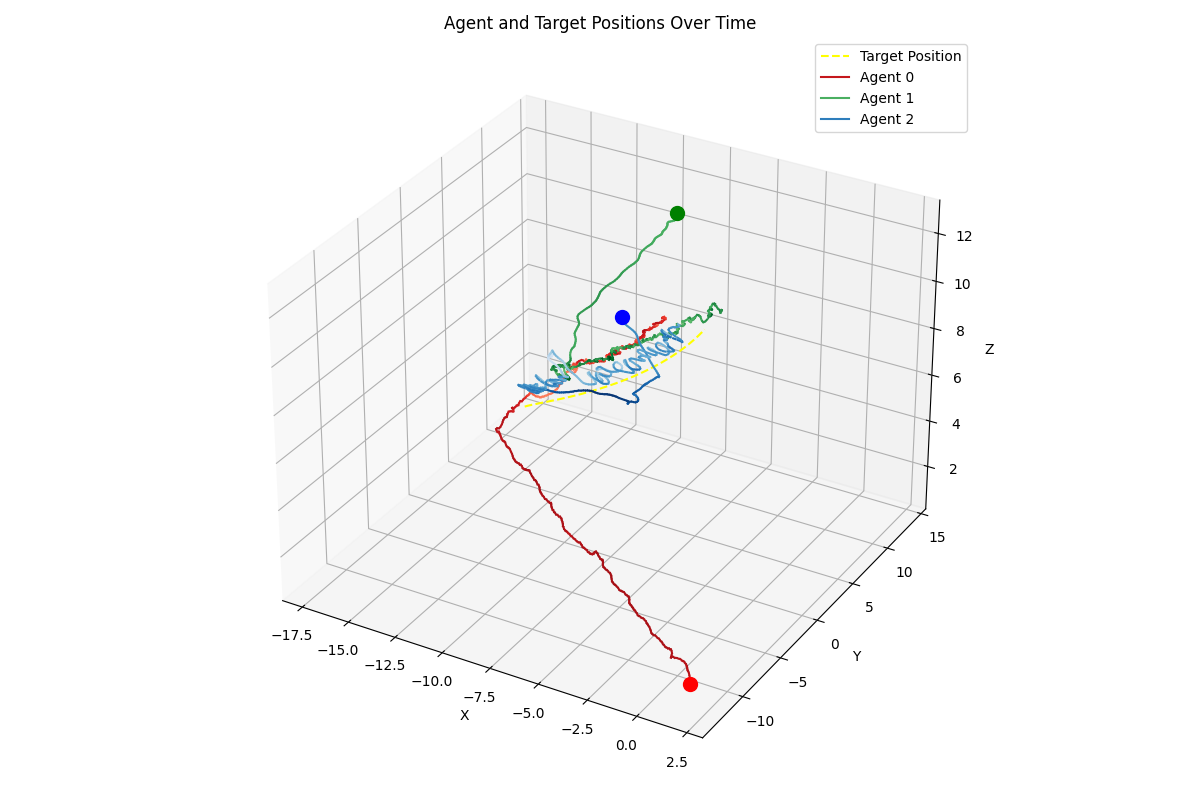 Agent and Target Positions Over Time
Target Position
Agent 0
Agent 1
Agent 2
12
10
8
6
4
2
Z
15
10
5
0
−5
−10
Y
−17.5
−15.0
−12.5
−10.0
−7.5
−5.0
−2.5
0.0
2.5
X